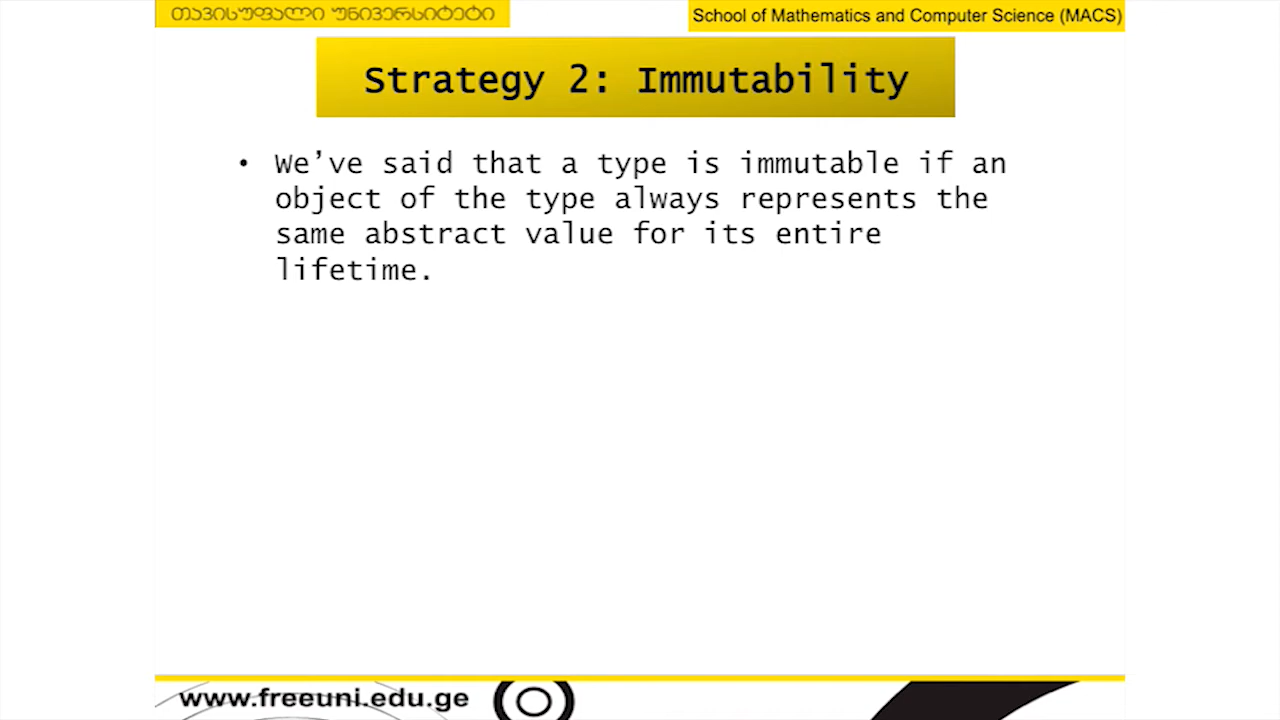 თავისუფალი უნივერსიტეტი
School of Mathematics and Computer Science (MACS)
Strategy 2: Immutability
• We’ve said that a type is immutable if an
object of the type always represents the
same abstract value for its entire
lifetime.
www.freeuni.edu.ge